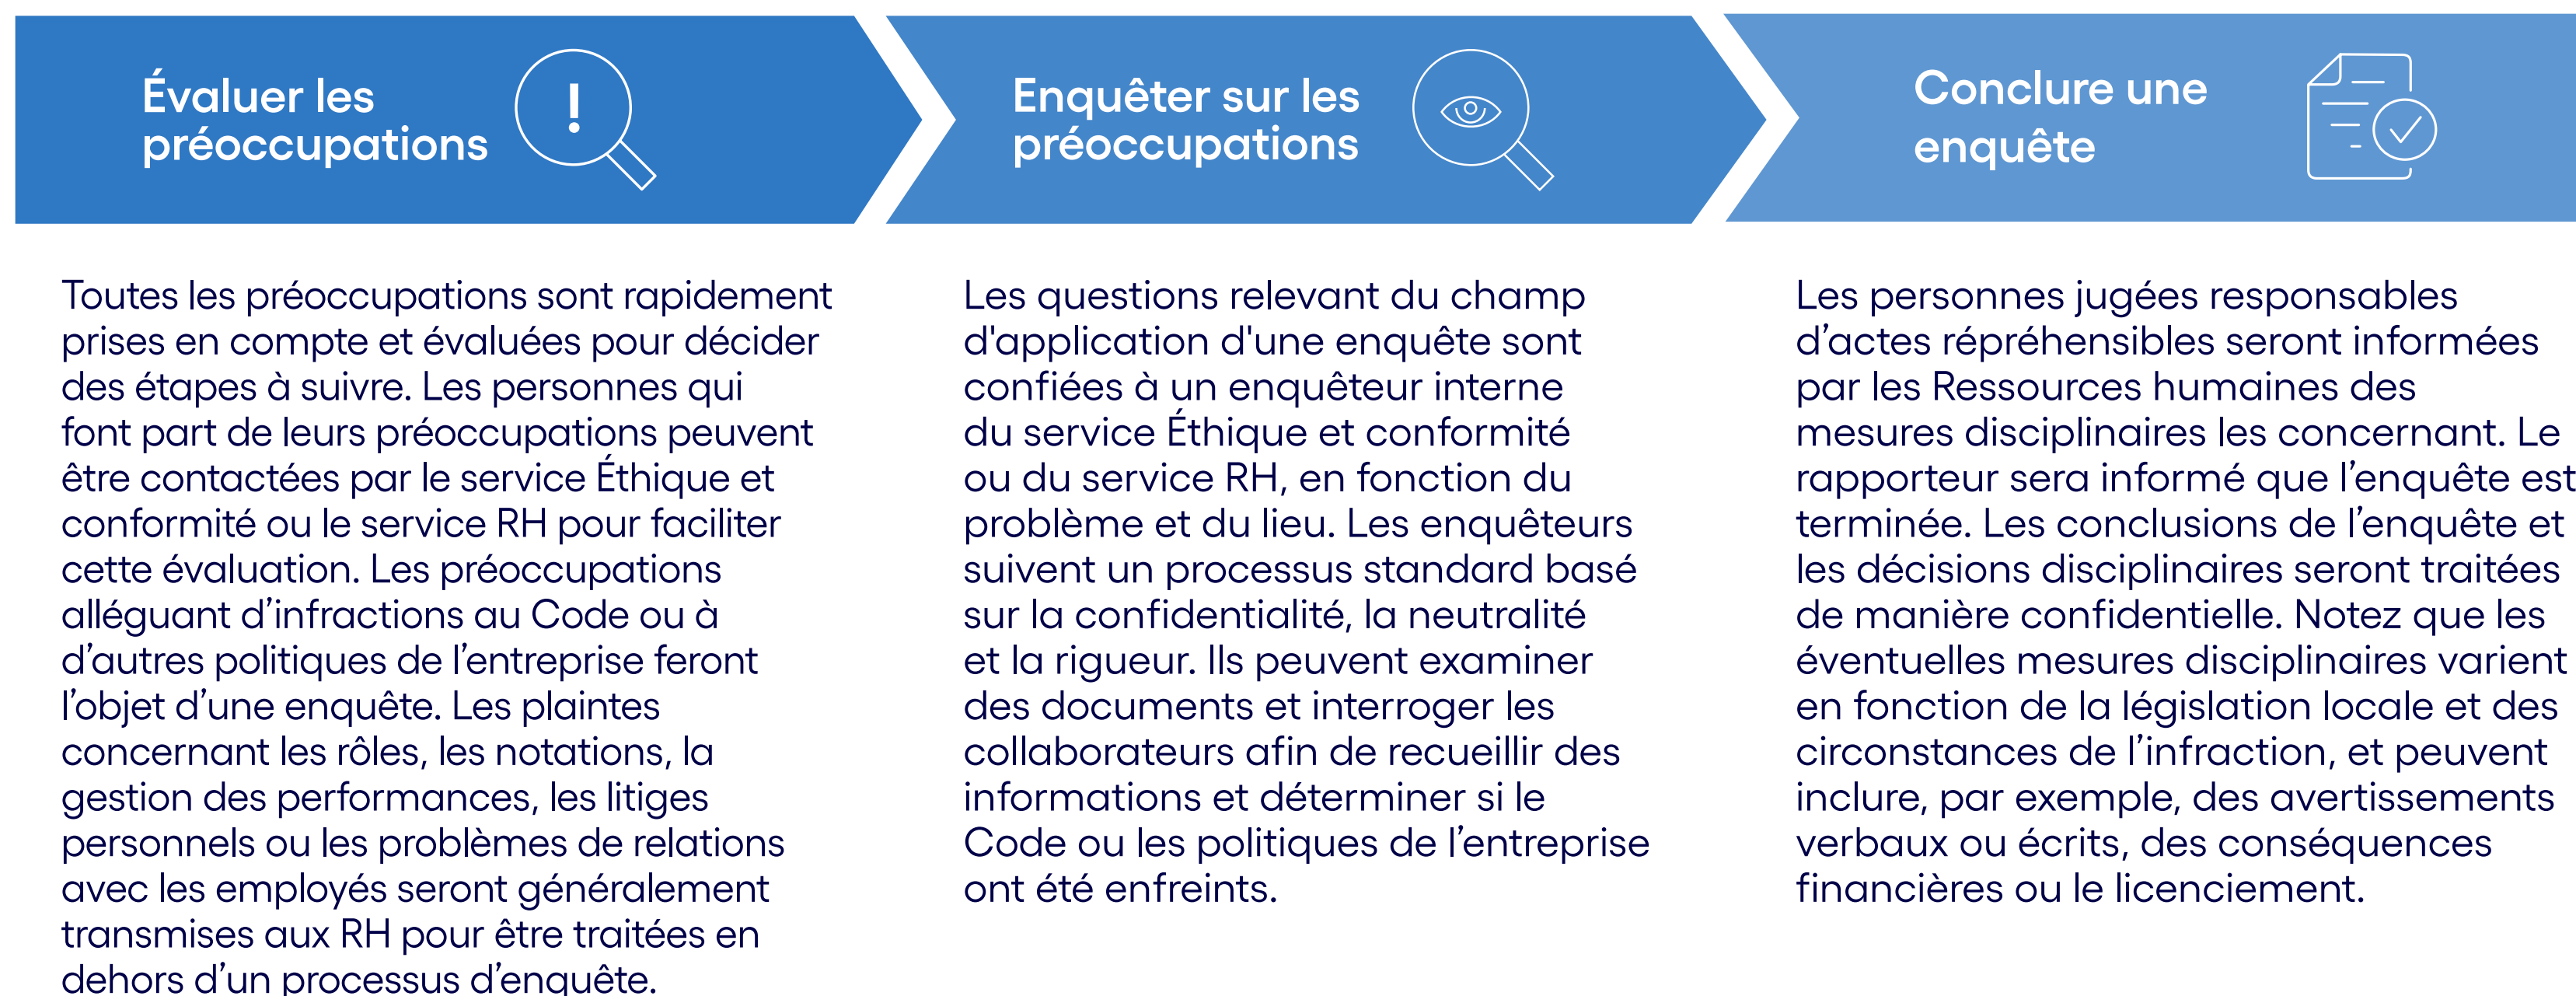 Évaluer les
préoccupations
!
Toutes les préoccupations sont rapidement
prises en compte et évaluées pour décider
des étapes à suivre. Les personnes qui
font part de leurs préoccupations peuvent
être contactées par le service Éthique et
conformité ou le service RH pour faciliter
cette évaluation. Les préoccupations
alléguant d’infractions au Code ou à
d’autres politiques de l’entreprise feront
l’objet d’une enquête. Les plaintes
concernant les rôles, les notations, la
gestion des performances, les litiges
personnels ou les problèmes de relations
avec les employés seront généralement
transmises aux RH pour être traitées en
dehors d’un processus d’enquête.
Enquêter sur les
préoccupations
Les questions relevant du champ
d'application d'une enquête sont
confiées à un enquêteur interne
du service Éthique et conformité
ou du service RH, en fonction du
problème et du lieu. Les enquêteurs
suivent un processus standard basé
sur la confidentialité, la neutralité
et la rigueur. Ils peuvent examiner
des documents et interroger les
collaborateurs afin de recueillir des
informations et déterminer si le
Code ou les politiques de l’entreprise
ont été enfreints.
Conclure une
enquête
Les personnes jugées responsables
d’actes répréhensibles seront informées
par les Ressources humaines des
mesures disciplinaires les concernant. Le
rapporteur sera informé que l’enquête est
terminée. Les conclusions de l’enquête et
les décisions disciplinaires seront traitées
de manière confidentielle. Notez que les
éventuelles mesures disciplinaires varient
en fonction de la législation locale et des
circonstances de l’infraction, et peuvent
inclure, par exemple, des avertissements
verbaux ou écrits, des conséquences
financières ou le licenciement.